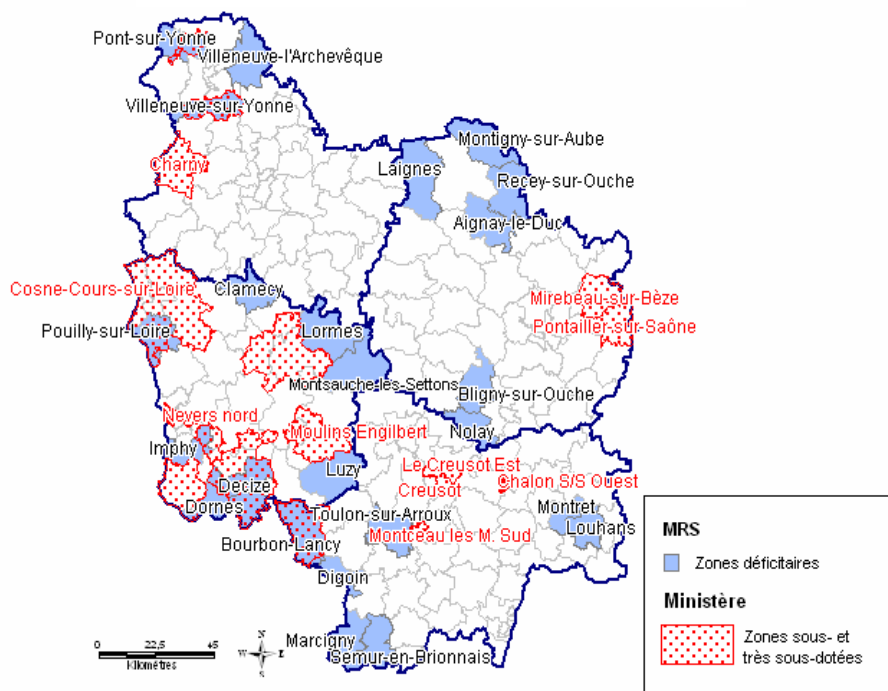 Pont-sur-Yonne
Villeneuve-l'Archevêque
Villeneuve-sur-Yonne
Charny
Montigny-sur-Aube
Laignes
Recey-sur-Ouche
Aignay-le-Duc
Cosne-Cours-sur-Loire
Clamecy
Mirebeau-sur-Bèze
Pouilly-sur-Loire
Lormes
Pontailler-sur-Saône
Montsauche-les-Settons
Bligny-sur-Ouche
Nevers nord
Moulins Engilbert
Nolay
Imphy
Luzy
Le Creusot Est
Decize
Creusot
Chalon S/S Ouest
Dornes
Toulon-sur-Arroux
Montret
Louhans
Montceau les M. Sud
Bourbon-Lancy
Digoin
Marcigny
Semur-en-Brionnais
MRS
Zones déficitaires
Ministère
Zones sous- et
très sous-dotées
0 22,5 45
Kilomètres
N
W E
S